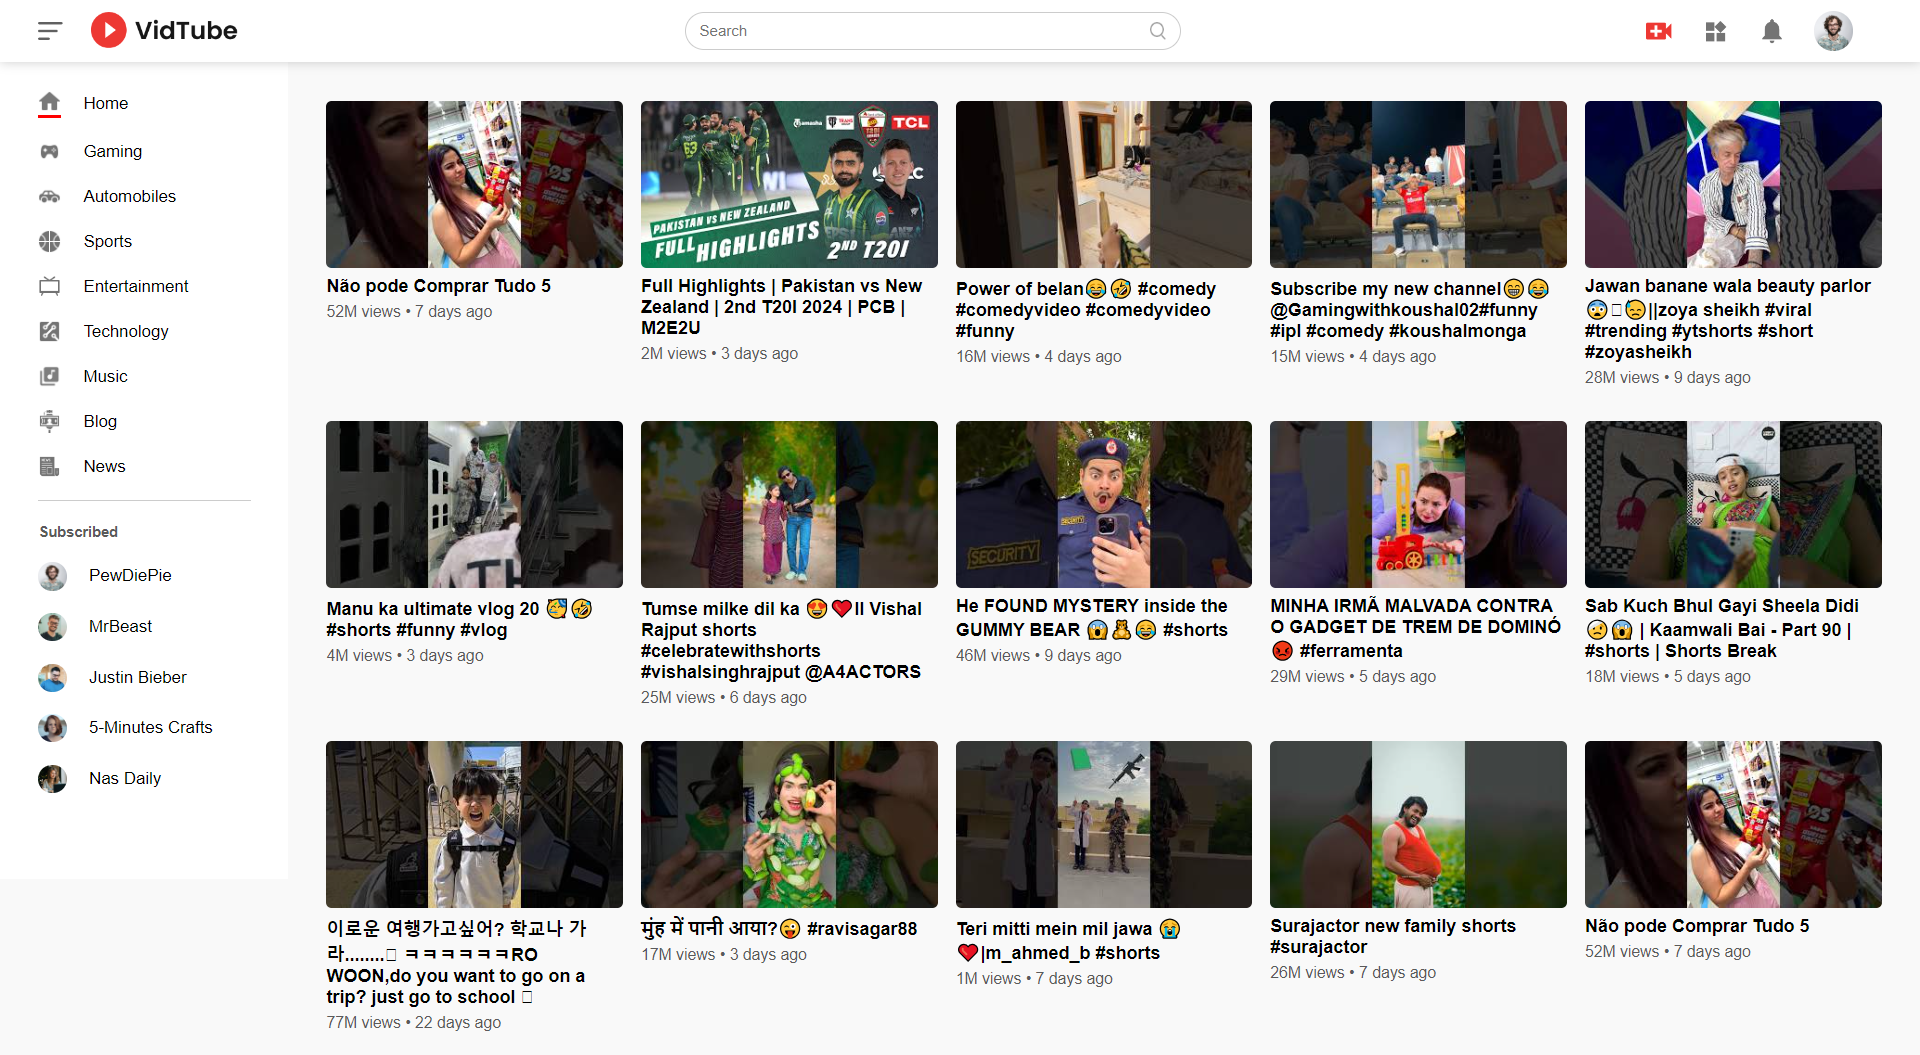 VidTube
Search
Home
Gaming
Automobiles
Sports
Entertainment
Technology
Music
Blog
News
Subscribed
PewDiePie
MrBeast
Justin Bieber
5-Minutes Crafts
Nas Daily
Não pode Comprar Tudo 5
52M views • 7 days ago
TCL
63
PAKISTAN VS NEW ZEALAND
FULL HIGHLIGHTS
2ND T20I
Full Highlights | Pakistan vs New
Zealand | 2nd T20I 2024 | PCB |
M2E2U
2M views • 3 days ago
Power of belan😂🤣 #comedy
#comedyvideo #comedyvideo
#funny
16M views • 4 days ago
Subscribe my new channel😁😂
@Gamingwithkoushal02#funny
#ipl #comedy #koushalmonga
15M views • 4 days ago
Jawan banane wala beauty parlor
😨😓||zoya sheikh #viral
#trending #ytshorts #short
#zoyasheikh
28M views • 9 days ago
Manu ka ultimate vlog 20 🥳🤣
#shorts #funny #vlog
4M views • 3 days ago
Tumse milke dil ka 😍❤️ll Vishal
Rajput shorts
#celebratewithshorts
#vishalsinghrajput @A4ACTORS
25M views • 6 days ago
SECURITY
SECURITY
He FOUND MYSTERY inside the
GUMMY BEAR 😱🧸😂 #shorts
46M views • 9 days ago
MINHA IRMÃ MALVADA CONTRA
O GADGET DE TREM DE DOMINÓ
😡 #ferramenta
29M views • 5 days ago
Sab Kuch Bhul Gayi Sheela Didi
🤕😱 | Kaamwali Bai - Part 90 |
#shorts | Shorts Break
18M views • 5 days ago
이로운 여행가고싶어? 학교나 가
라........ ㅋㅋㅋㅋㅋㅋRO
WOON,do you want to go on a
trip? just go to school
77M views • 22 days ago
मुंह में पानी आया?😜 #ravisagar88
17M views • 3 days ago
Teri mitti mein mil jawa 😭
❤️|m_ahmed_b #shorts
1M views • 7 days ago
Surajactor new family shorts
#surajactor
26M views • 7 days ago
Não pode Comprar Tudo 5
52M views • 7 days ago